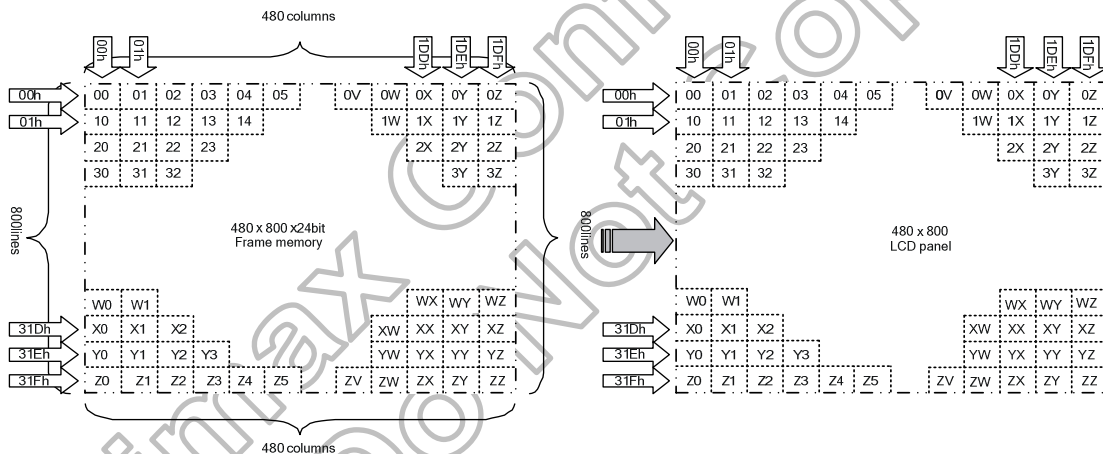 480 columns
00h 01h 1DDh 1DEh 1DFh 00h 01h 1DDh 1DEh 1DFh
00h 00 01 02 03 04 05 0V 0W 0X 0Y 0Z 00h 00 01 02 03 04 05 0V 0W 0X 0Y 0Z
01h 10 11 12 13 14 1W 1X 1Y 1Z 01h 10 11 12 13 14 1W 1X 1Y 1Z
20 21 22 23 2X 2Y 2Z 20 21 22 23 2X 2Y 2Z
30 31 32 3Y 3Z 30 31 32 3Y 3Z
800lines 480 x 800 x24bit 800lines 480 x 800
Frame memory LCD panel
W0 W1 WX WY WZ W0 W1 WX WY WZ
31Dh X0 X1 X2 XW XX XY XZ 31Dh X0 X1 X2 XW XX XY XZ
31Eh Y0 Y1 Y2 Y3 YW YX YY YZ 31Eh Y0 Y1 Y2 Y3 YW YX YY YZ
31Fh Z0 Z1 Z2 Z3 Z4 Z5 ZV ZW ZX ZY ZZ 31Fh Z0 Z1 Z2 Z3 Z4 Z5 ZV ZW ZX ZY ZZ
480 columns